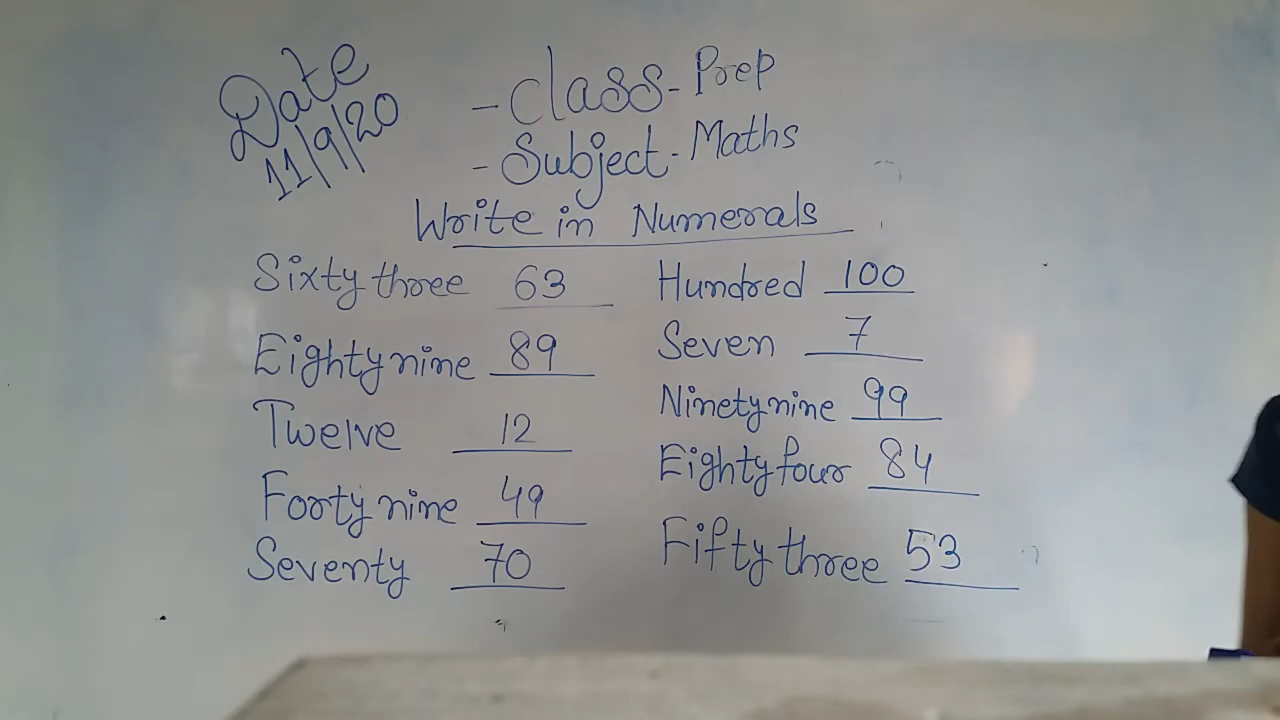 Date
11/9/20
- Class - Prep
- Subject - Maths
Write in Numerals
Sixty three 63
Eighty nine 89
Twelve 12
Forty nine 49
Seventy 70
Hundred 100
Seven 7
Ninety nine 99
Eighty four 84
Fifty three 53